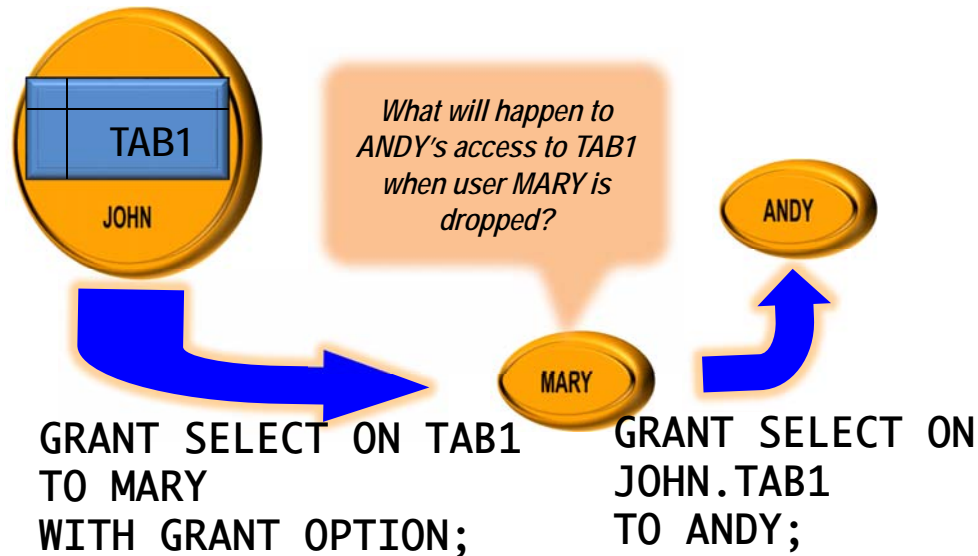 TAB1
JOHN
What will happen to
ANDY's access to TAB1
when user MARY is
dropped?
ANDY
MARY
GRANT SELECT ON TAB1
TO MARY
WITH GRANT OPTION;
GRANT SELECT ON
JOHN.TAB1
TO ANDY;